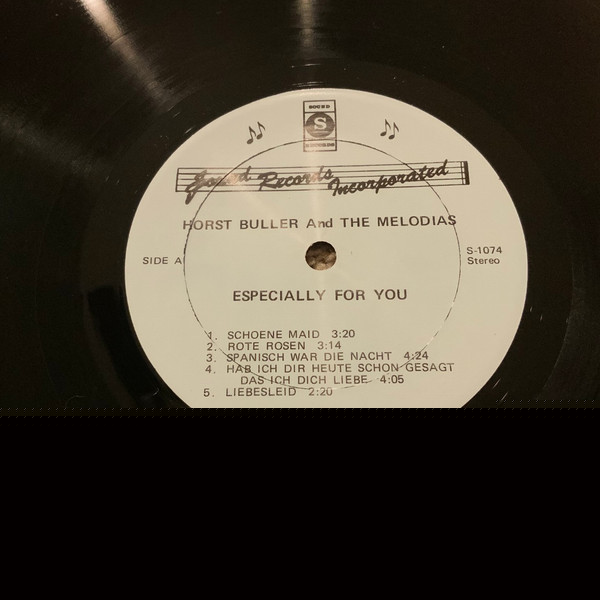 SOUND
S
RECORDS
Sound Records Incorporated
HORST BULLER And THE MELODIAS
SIDE A
S-1074
Stereo
ESPECIALLY FOR YOU
1. SCHOENE MAID 3:20
2. ROTE ROSEN 3:14
3. SPANISCH WAR DIE NACHT 4:24
4. HAB ICH DIR HEUTE SCHON GESAGT
DAS ICH DICH LIEBE 4:05
5. LIEBESLEID 2:20